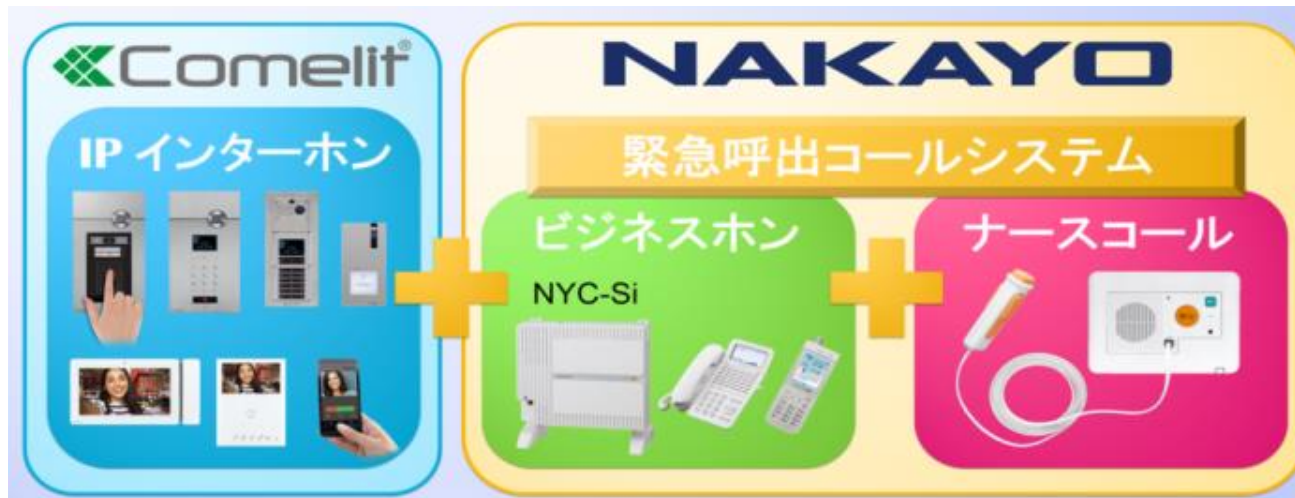 Comelit®
IP インターホン
NAKAYO
緊急呼出コールシステム
ビジネスホン
NYC-Si
ナースコール